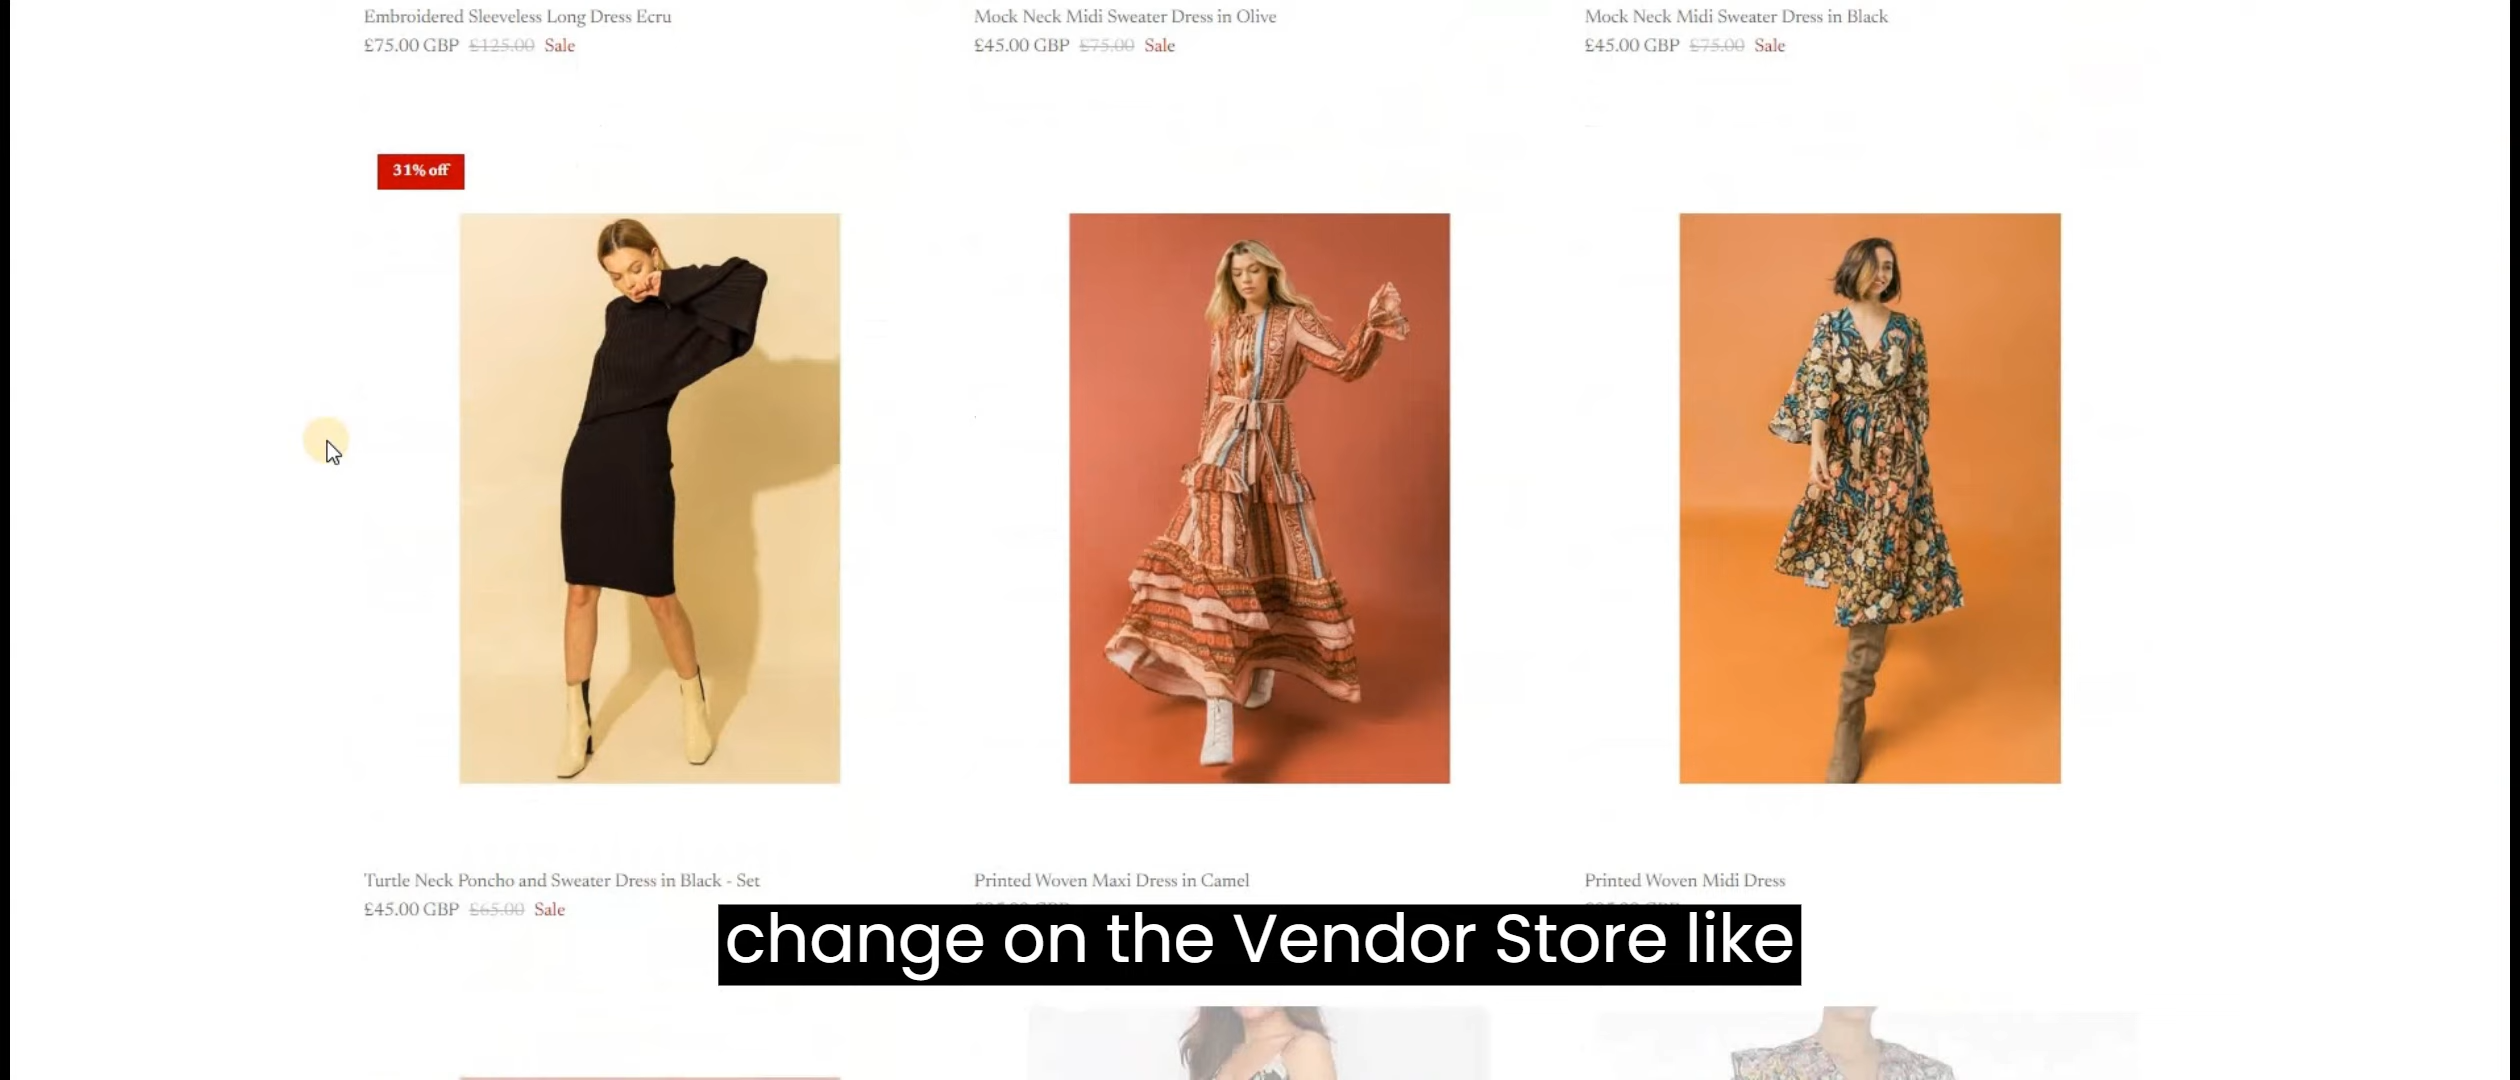 Embroidered Sleeveless Long Dress Ecru
£75.00 GBP £125.00 Sale
Mock Neck Midi Sweater Dress in Olive
£45.00 GBP £75.00 Sale
Mock Neck Midi Sweater Dress in Black
£45.00 GBP £75.00 Sale
31% off
Turtle Neck Poncho and Sweater Dress in Black - Set
£45.00 GBP £65.00 Sale
Printed Woven Maxi Dress in Camel
Printed Woven Midi Dress
change on the Vendor Store like